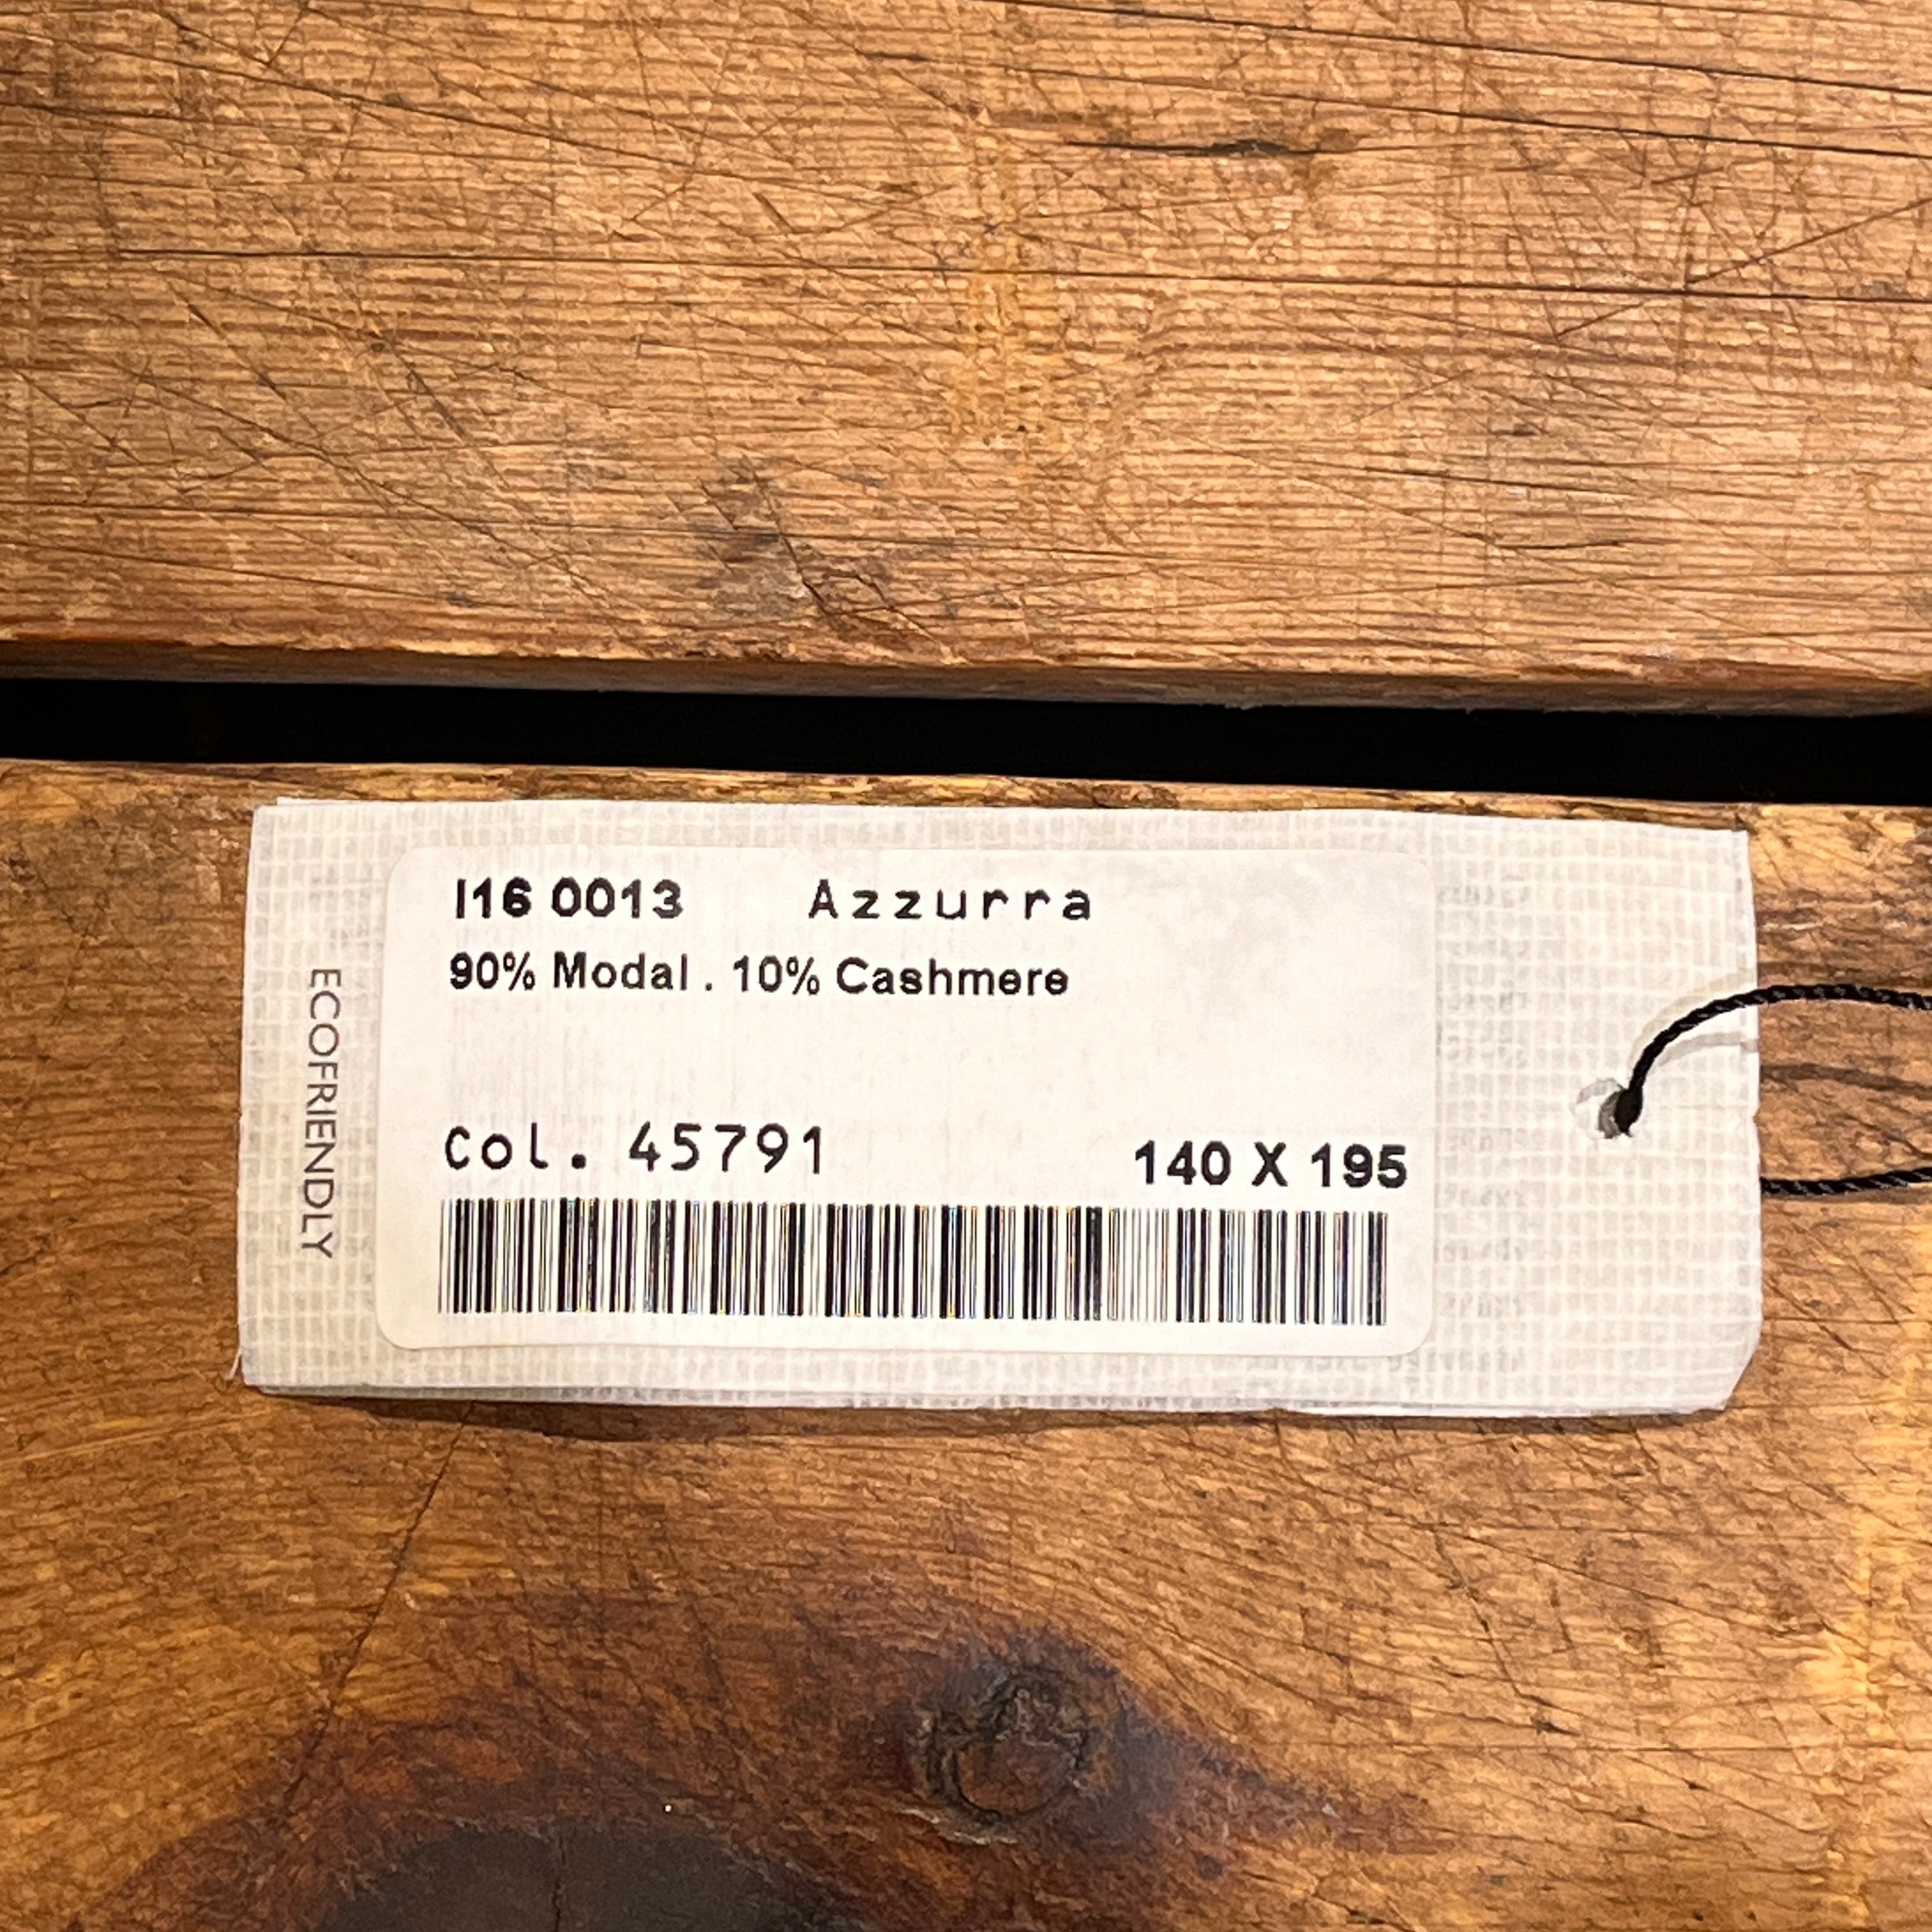 I16 0013 Azzurra
90% Modal . 10% Cashmere
Col. 45791 140 X 195
ECOFRIENDLY